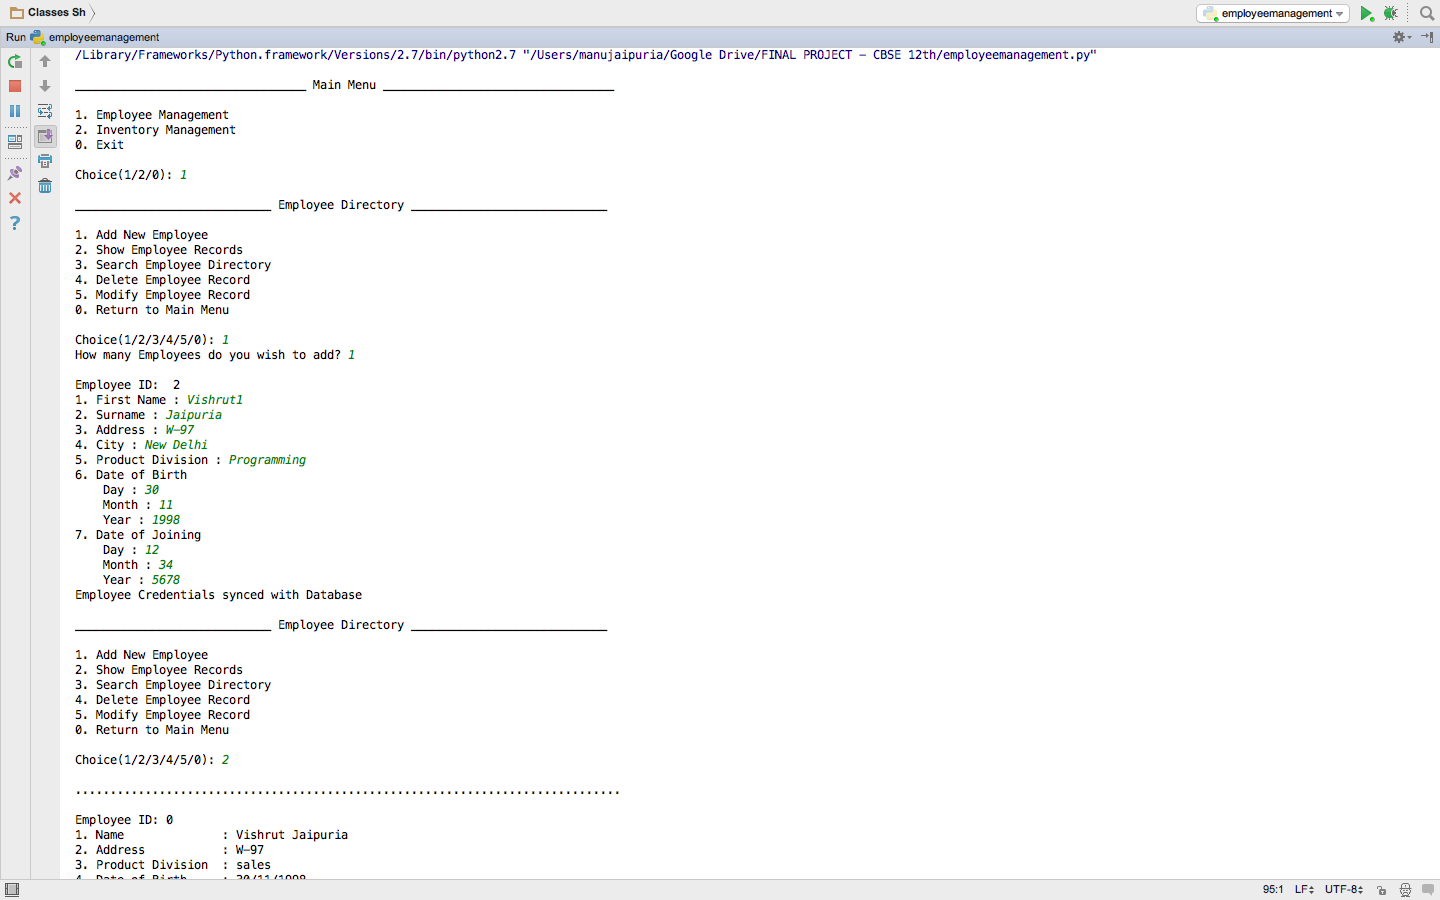 Classes Sh
employeemanagement
Run employeemanagement
/Library/Frameworks/Python.framework/Versions/2.7/bin/python2.7 "/Users/manujaipuria/Google Drive/FINAL PROJECT - CBSE 12th/employeemanagement.py"
_________________________________ Main Menu _________________________________
1. Employee Management
2. Inventory Management
0. Exit
Choice(1/2/0): 1
____________________________ Employee Directory ____________________________
1. Add New Employee
2. Show Employee Records
3. Search Employee Directory
4. Delete Employee Record
5. Modify Employee Record
0. Return to Main Menu
Choice(1/2/3/4/5/0): 1
How many Employees do you wish to add? 1
Employee ID:  2
1. First Name : Vishrut1
2. Surname : Jaipuria
3. Address : W-97
4. City : New Delhi
5. Product Division : Programming
6. Date of Birth
    Day : 30
    Month : 11
    Year : 1998
7. Date of Joining
    Day : 12
    Month : 34
    Year : 5678
Employee Credentials synced with Database
____________________________ Employee Directory ____________________________
1. Add New Employee
2. Show Employee Records
3. Search Employee Directory
4. Delete Employee Record
5. Modify Employee Record
0. Return to Main Menu
Choice(1/2/3/4/5/0): 2
..............................................................................
Employee ID: 0
1. Name              : Vishrut Jaipuria
2. Address           : W-97
3. Product Division  : sales
4. Date of Birth     : 30/11/1998
95:1 LF UTF-8